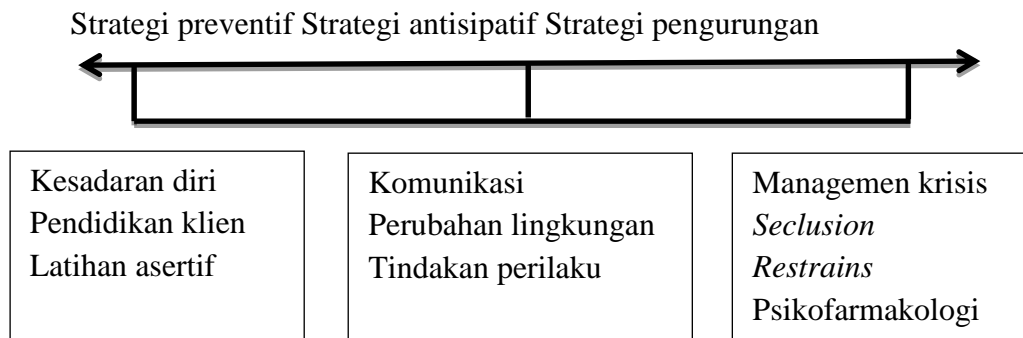 Strategi preventif Strategi antisipatif Strategi pengurungan
Kesadaran diri
Pendidikan klien
Latihan asertif
Komunikasi
Perubahan lingkungan
Tindakan perilaku
Managemen krisis
Seclusion
Restrains
Psikofarmakologi